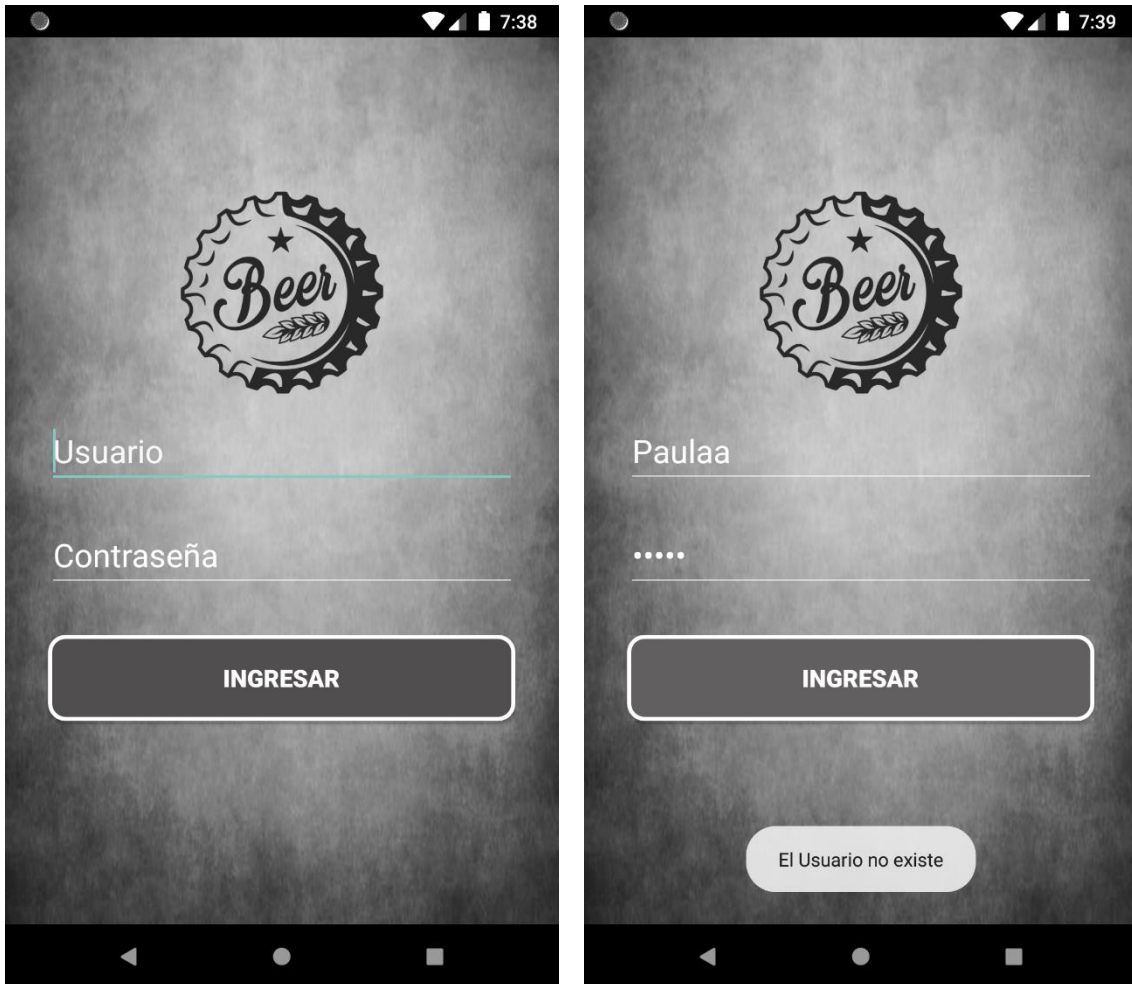 7:38
Beer
Usuario
Contraseña
INGRESAR
7:39
Beer
Paulaa
•••••
INGRESAR
El Usuario no existe